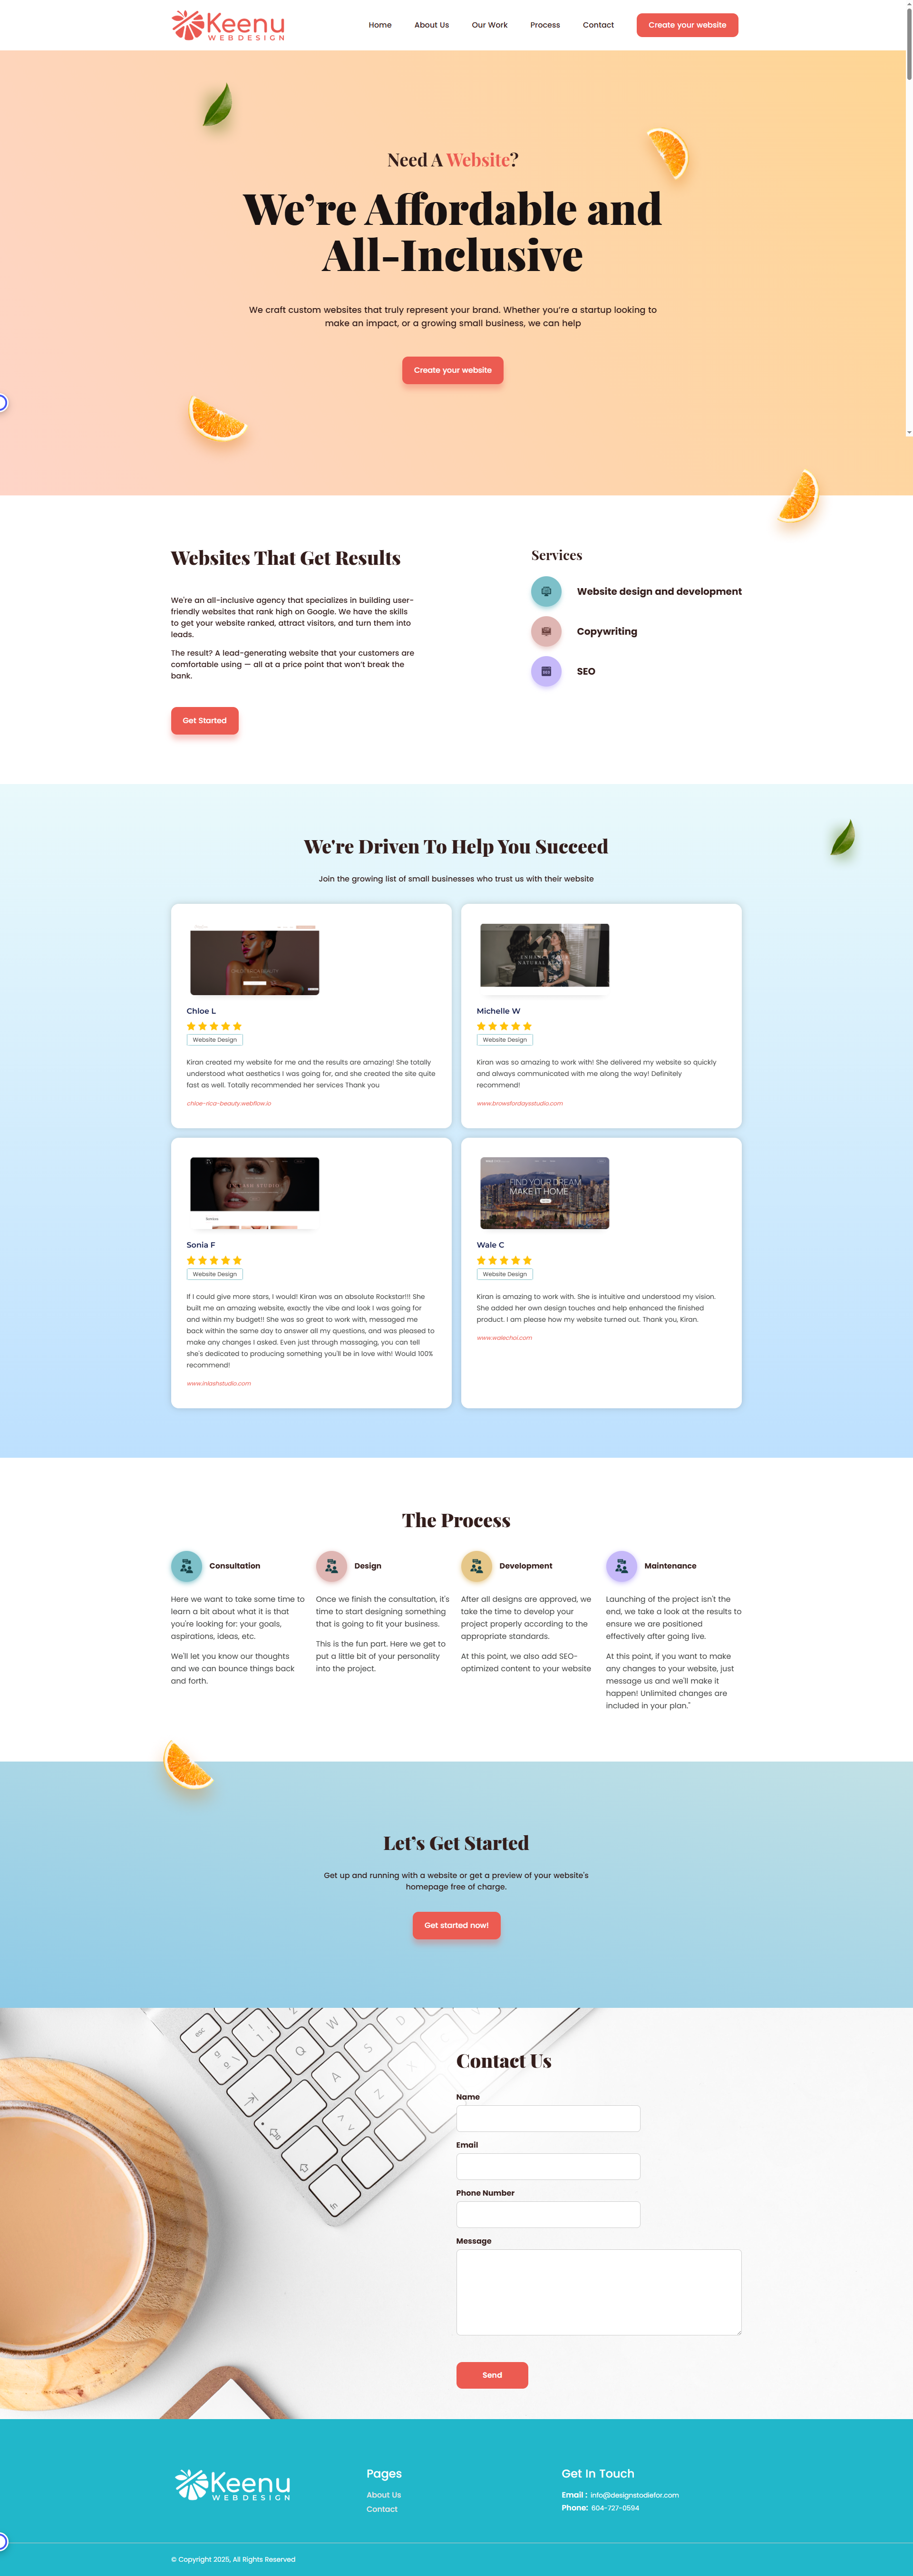 Keenu
WEBDESIGN
Home About Us Our Work Process Contact Create your website
Need A Website?
We’re Affordable and
All-Inclusive
We craft custom websites that truly represent your brand. Whether you’re a startup looking to
make an impact, or a growing small business, we can help
Create your website
Websites That Get Results
We're an all-inclusive agency that specializes in building user-
friendly websites that rank high on Google. We have the skills
to get your website ranked, attract visitors, and turn them into
leads.
The result? A lead-generating website that your customers are
comfortable using — all at a price point that won’t break the
bank.
Get Started
Services
Website design and development
Copywriting
SEO
We're Driven To Help You Succeed
Join the growing list of small businesses who trust us with their website
Chloe L
Website Design
Kiran created my website for me and the results are amazing! She totally
understood what aesthetics I was going for, and she created the site quite
fast as well. Totally recommended her services Thank you
chloe-rica-beauty.webflow.io
ENHANCE YOUR
NATURAL BEAUTY
Michelle W
Website Design
Kiran was so amazing to work with! She delivered my website so quickly
and always communicated with me along the way! Definitely
recommend!
www.browsfordaysstudio.com
Sonia F
Website Design
If I could give more stars, I would! Kiran was an absolute Rockstar!!! She
built me an amazing website, exactly the vibe and look I was going for
and within my budget!! She was so great to work with, messaged me
back within the same day to answer all my questions, and was pleased to
make any changes I asked. Even just through massaging, you can tell
she's dedicated to producing something you'll be in love with! Would 100%
recommend!
www.inlashstudio.com
FIND YOUR DREAM
MAKE IT HOME
Wale C
Website Design
Kiran is amazing to work with. She is intuitive and understood my vision.
She added her own design touches and help enhanced the finished
product. I am please how my website turned out. Thank you, Kiran.
www.walechoi.com
The Process
Consultation
Here we want to take some time to
learn a bit about what it is that
you're looking for: your goals,
aspirations, ideas, etc.
We'll let you know our thoughts
and we can bounce things back
and forth.
Design
Once we finish the consultation, it's
time to start designing something
that is going to fit your business.
This is the fun part. Here we get to
put a little bit of your personality
into the project.
Development
After all designs are approved, we
take the time to develop your
project properly according to the
appropriate standards.
At this point, we also add SEO-
optimized content to your website
Maintenance
Launching of the project isn't the
end, we take a look at the results to
ensure we are positioned
effectively after going live.
At this point, if you want to make
any changes to your website, just
message us and we'll make it
happen! Unlimited changes are
included in your plan."
Let’s Get Started
Get up and running with a website or get a preview of your website's
homepage free of charge.
Get started now!
esc
Q
W
A
S
D
Z
X
C
fn
Contact Us
Name
Email
Phone Number
Message
Send
Keenu
WEBDESIGN
Pages
About Us
Contact
Get In Touch
Email : info@designstodiefor.com
Phone: 604-727-0594
© Copyright 2025, All Rights Reserved